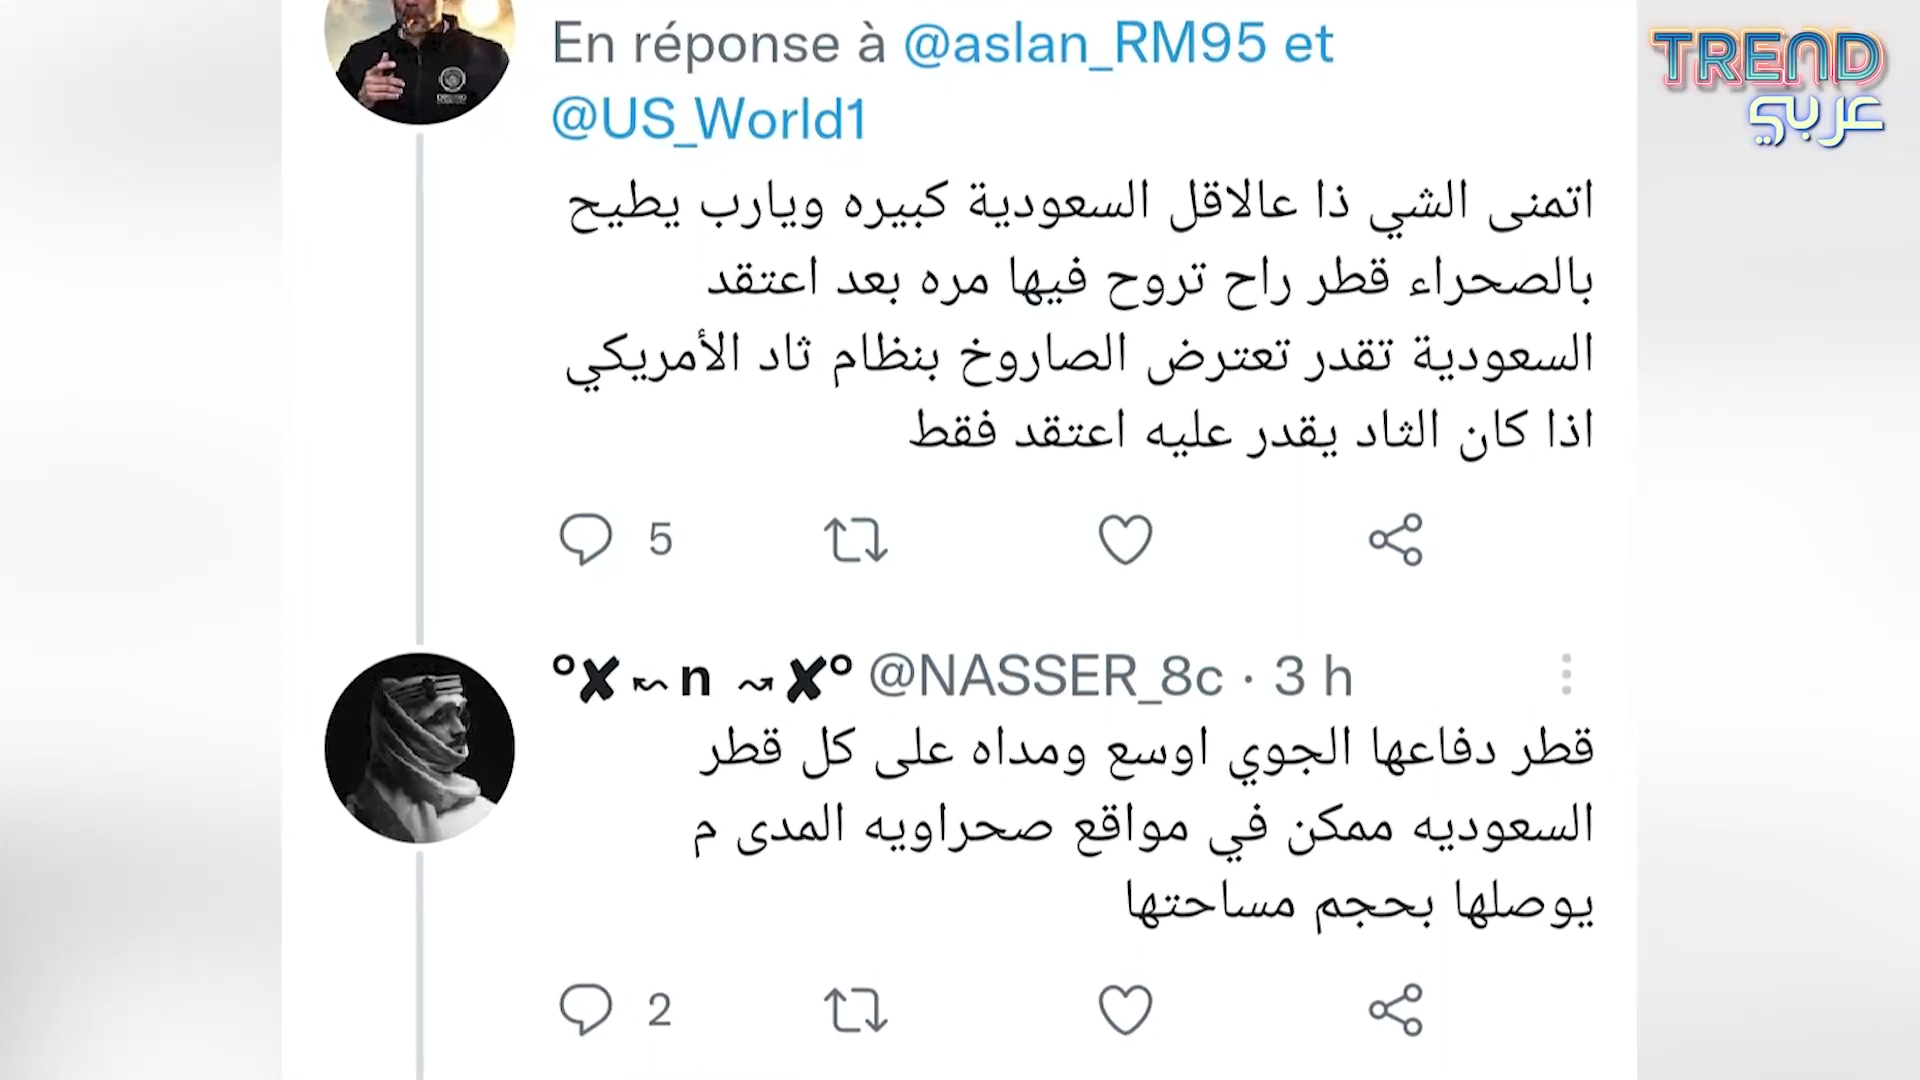 En réponse à @aslan_RM95 et
@US_World1
TREND
عربي
اتمنى الشي ذا عالاقل السعودية كبيره ويارب يطيح
بالصحراء قطر راح تروح فيها مره بعد اعتقد
السعودية تقدر تعترض الصاروخ بنظام ثاد الأمريكي
اذا كان الثاد يقدر عليه اعتقد فقط
5
°✘↜n ↝✘° @NASSER_8c · 3 h
قطر دفاعها الجوي اوسع ومداه على كل قطر
السعوديه ممكن في مواقع صحراويه المدى م
يوصلها بحجم مساحتها
2